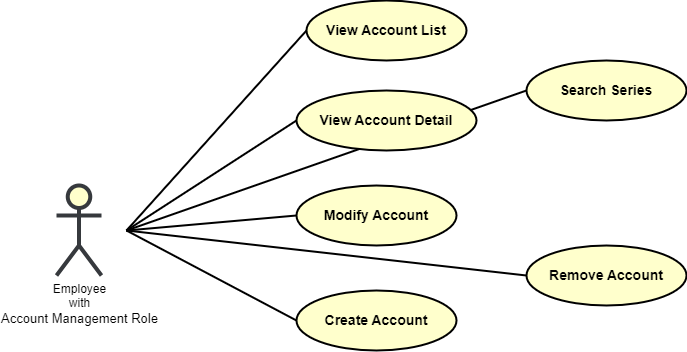 View Account List
Search Series
View Account Detail
Modify Account
Remove Account
Employee
with
Account Management Role
Create Account